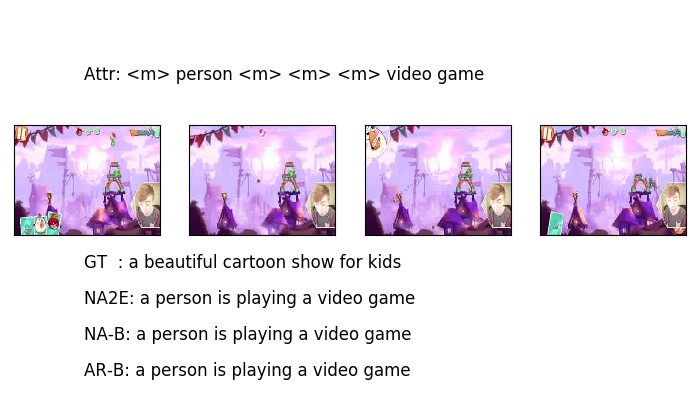 Attr: <m> person <m> <m> <m> video game
GT  : a beautiful cartoon show for kids
NA2E: a person is playing a video game
NA-B: a person is playing a video game
AR-B: a person is playing a video game